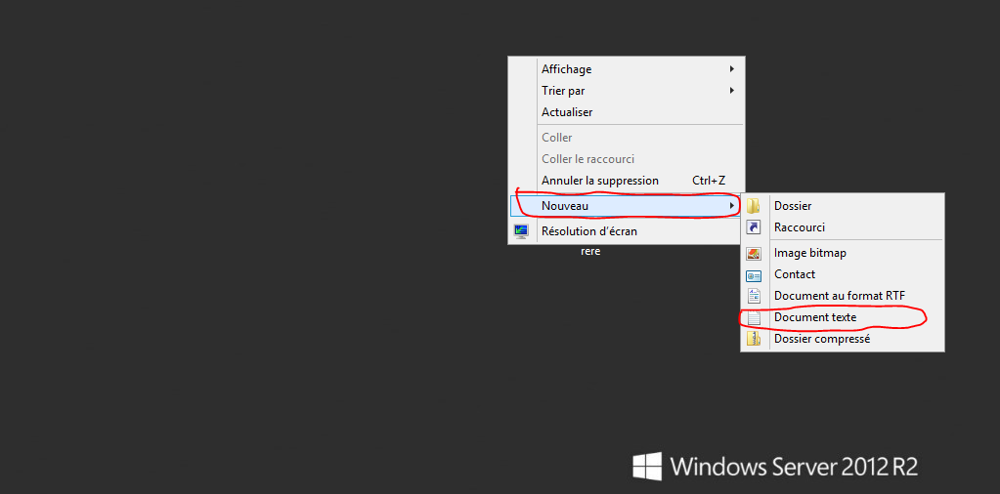 Affichage
Trier par
Actualiser
Coller
Coller le raccourci
Annuler la suppression Ctrl+Z
Nouveau
Résolution d'écran
rere
Dossier
Raccourci
Image bitmap
Contact
Document au format RTF
Document texte
Dossier compressé
Windows Server 2012 R2